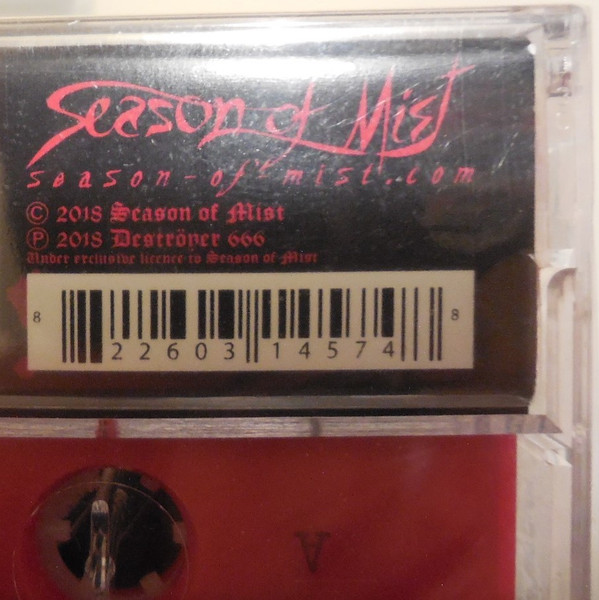 Season of Mist
season-of-mist.com
© 2018 Season of Mist
℗ 2018 Deströyer 666
Under exclusive licence to Season of Mist
8 22603 14574 8
A